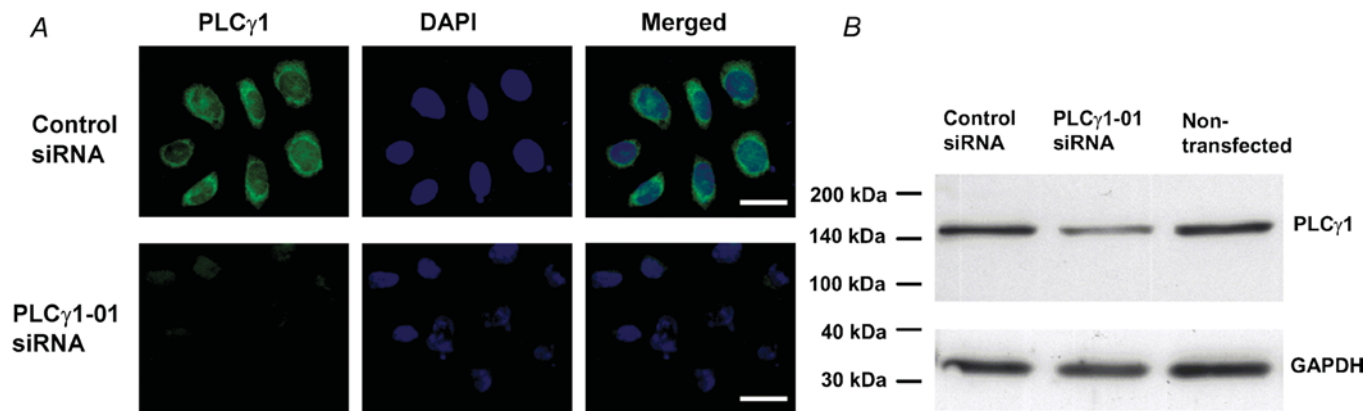 A
PLCγ1
DAPI
Merged
Control
siRNA
PLCγ1-01
siRNA
B
Control
siRNA
PLCγ1-01
siRNA
Non-
transfected
200 kDa
140 kDa
100 kDa
PLCγ1
40 kDa
30 kDa
GAPDH